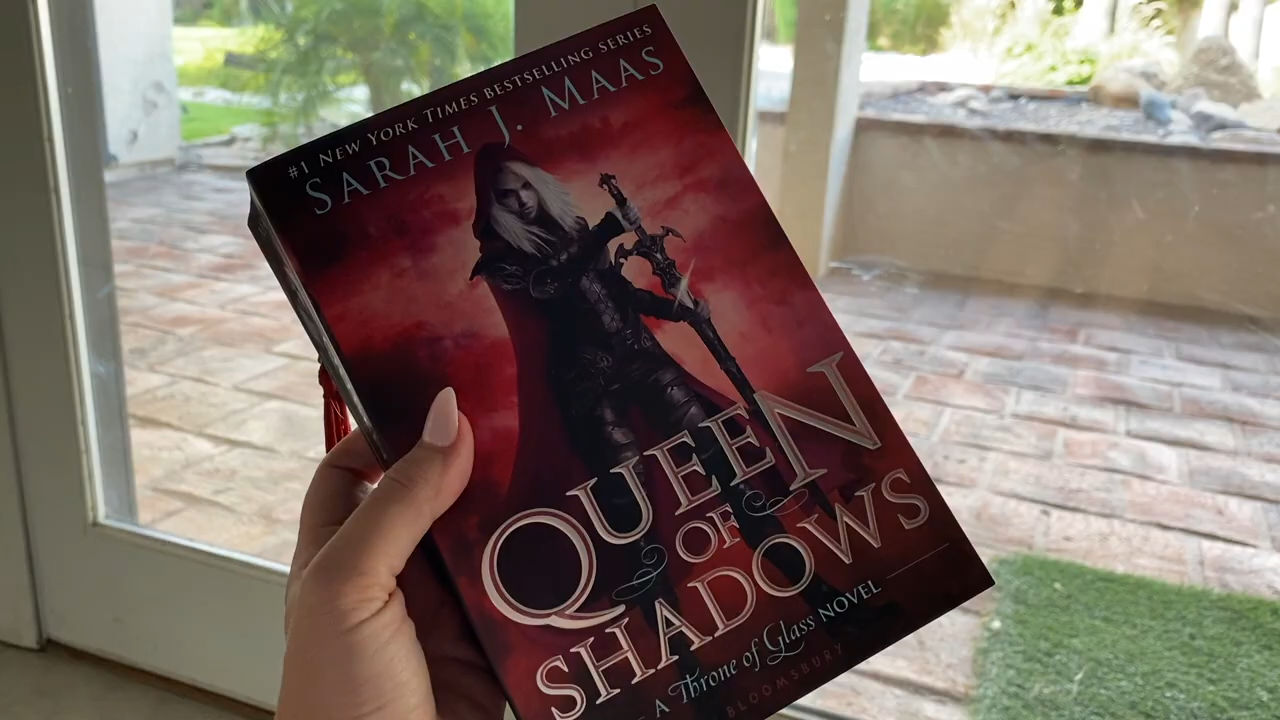 #1 NEW YORK TIMES BESTSELLING SERIES
SARAH J. MAAS
QUEEN
OF
SHADOWS
A Throne of Glass NOVEL
BLOOMSBURY